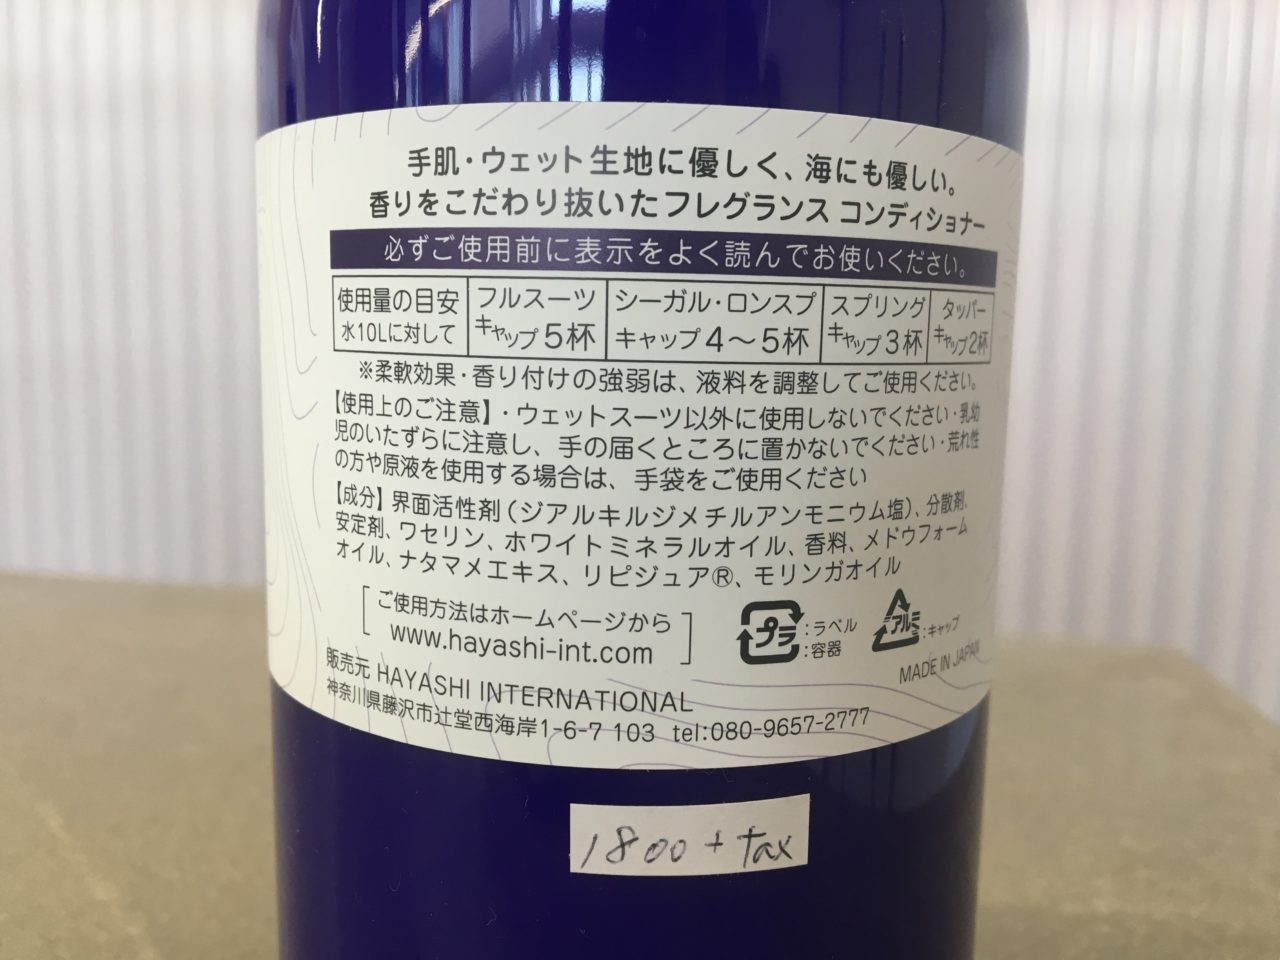 手肌・ウェット生地に優しく、海にも優しい。
香りをこだわり抜いたフレグランス コンディショナー
必ずご使用前に表示をよく読んでお使いください。
使用量の目安 フルスーツ シーガル・ロンスプ スプリング タッパー
水10Lに対して キャップ5杯 キャップ4〜5杯 キャップ3杯 キャップ2杯
※柔軟効果・香り付けの強弱は、液料を調整してご使用ください。
【使用上のご注意】・ウェットスーツ以外に使用しないでください・乳幼
児のいたずらに注意し、手の届くところに置かないでください・荒れ性
の方や原液を使用する場合は、手袋をご使用ください
【成分】界面活性剤（ジアルキルジメチルアンモニウム塩）、分散剤、
安定剤、ワセリン、ホワイトミネラルオイル、香料、メドウフォーム
オイル、ナタマメエキス、リピジュア®、モリンガオイル
ご使用方法はホームページから
www.hayashi-int.com
プラ :ラベル :容器
アルミ :キャップ
MADE IN JAPAN
販売元 HAYASHI INTERNATIONAL
神奈川県藤沢市辻堂西海岸1-6-7 103 tel:080-9657-2777
1800 + tax